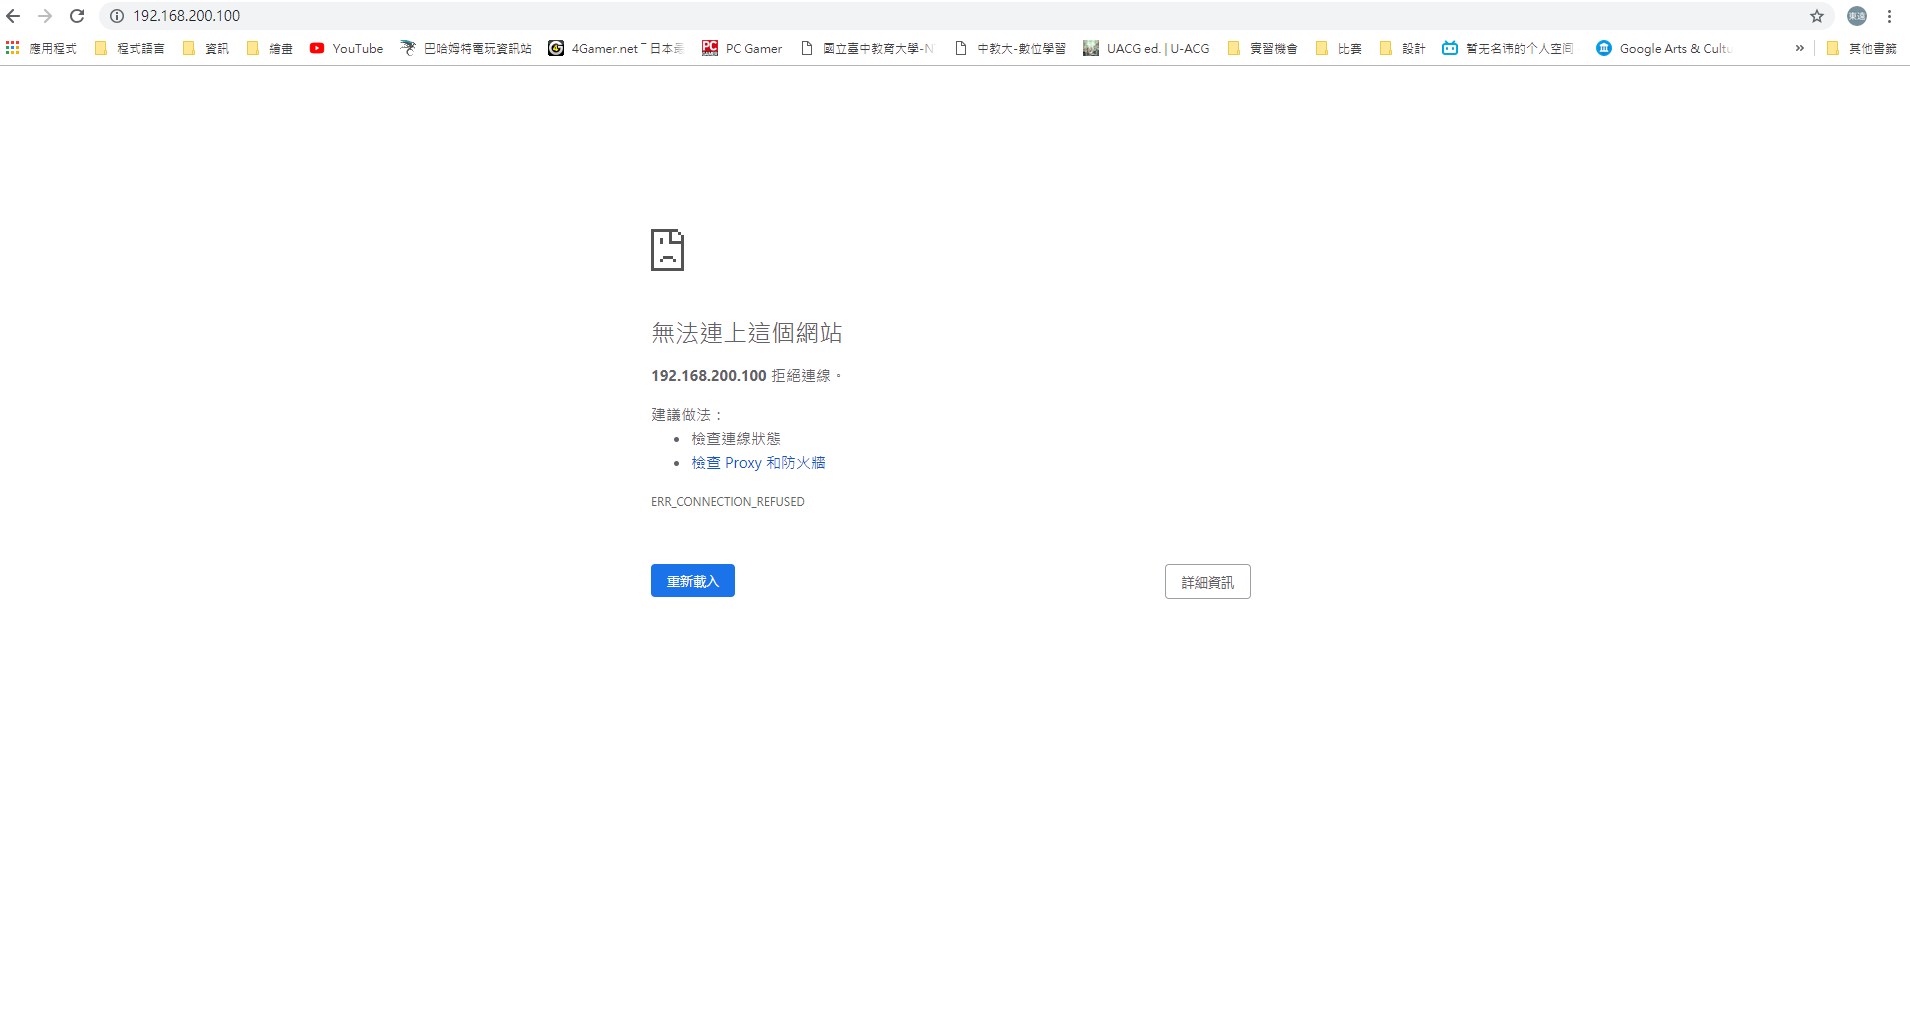 192.168.200.100
應用程式 程式語言 資訊 繪畫 YouTube 巴哈姆特電玩資訊站 4Gamer.net 日本最 PC Gamer 國立臺中教育大學-N 中教大-數位學習 UACG ed. | U-ACG 實習機會 比賽 設計 暂无名讳的个人空间 Google Arts & Cultu » 其他書籤
無法連上這個網站
192.168.200.100 拒絕連線。
建議做法：
• 檢查連線狀態
• 檢查 Proxy 和防火牆
ERR_CONNECTION_REFUSED
重新載入 詳細資訊